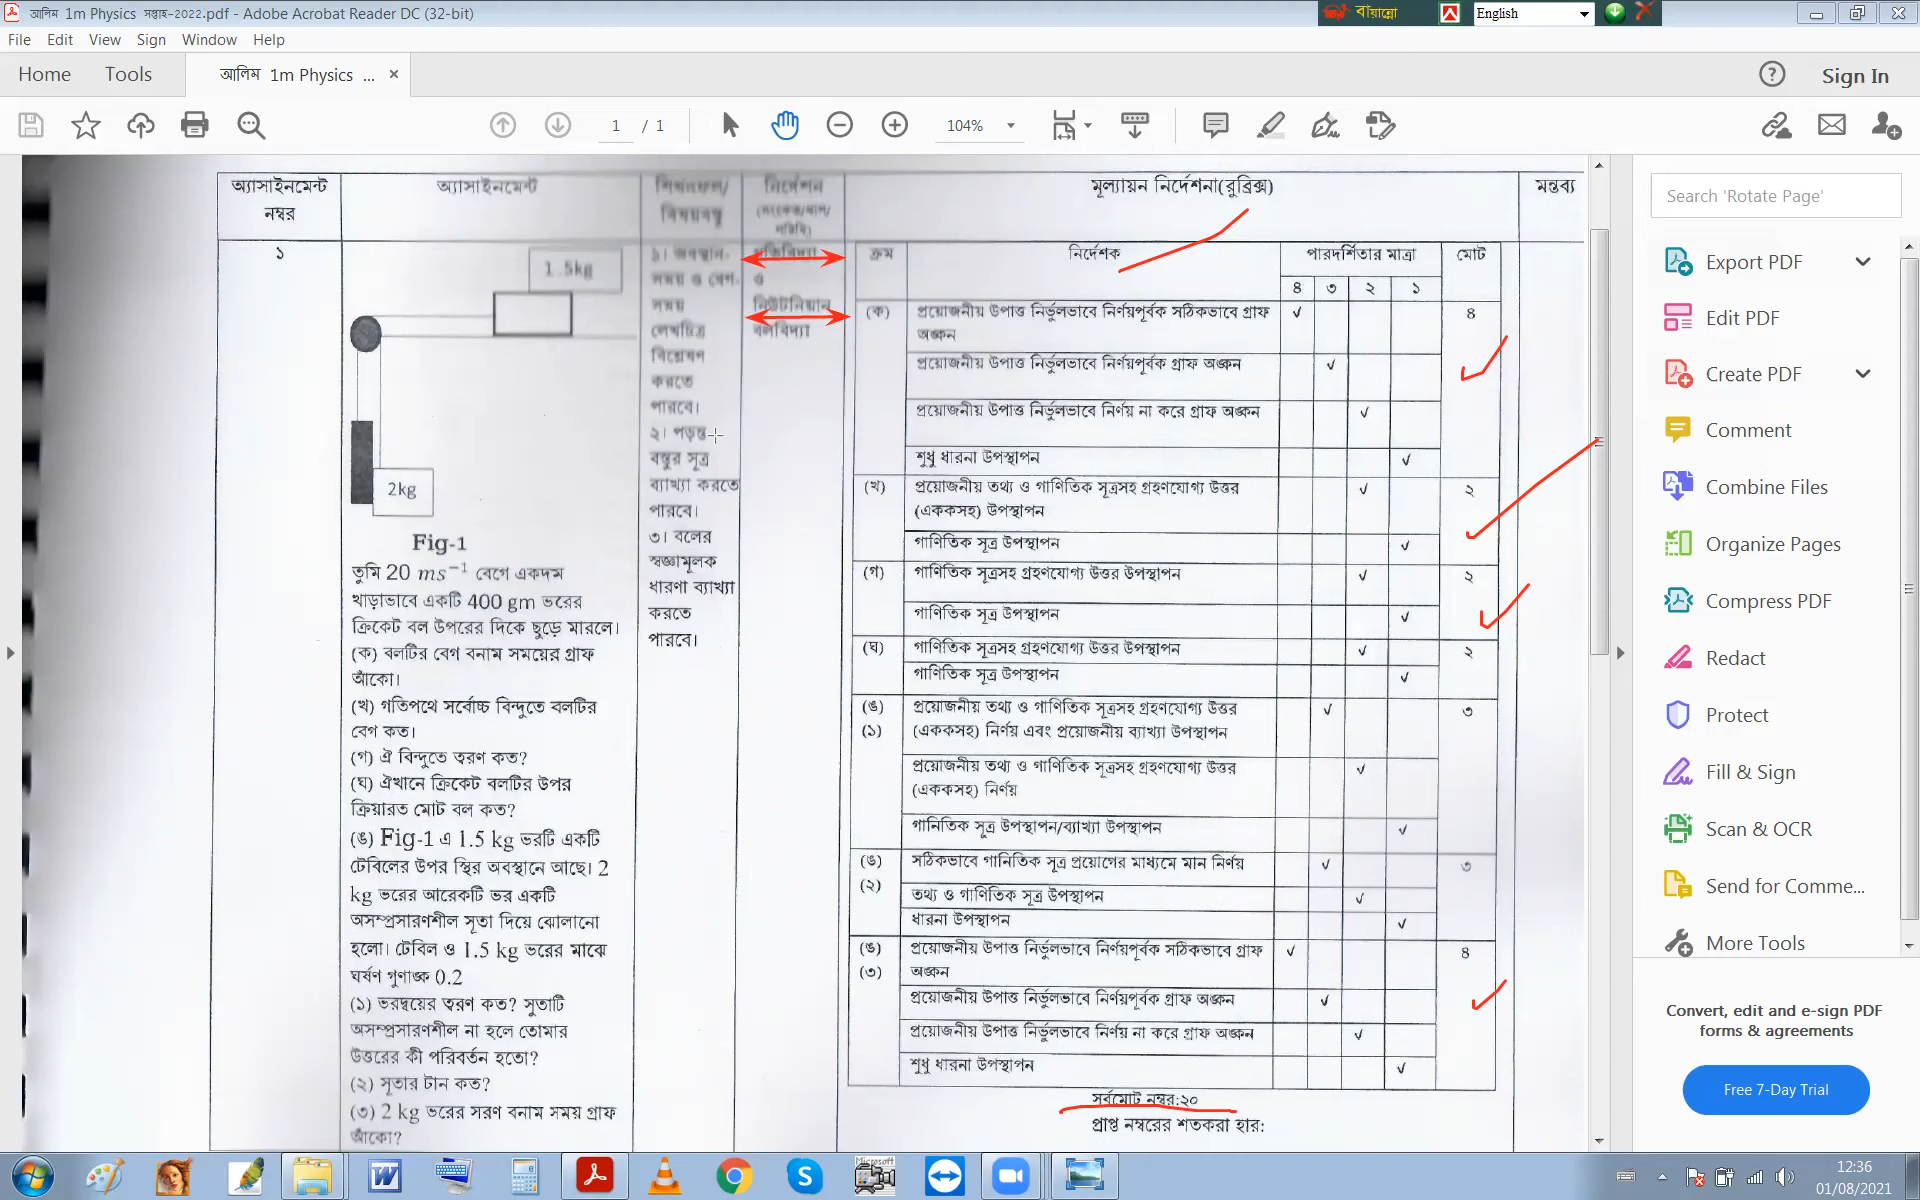 আলিম 1m Physics সপ্তাহ-2022.pdf - Adobe Acrobat Reader DC (32-bit)
বায়ান্নো
English
File Edit View Sign Window Help
Home Tools
আলিম 1m Physics ...
Sign In
1 / 1
104%
অ্যাসাইনমেন্ট
নম্বর
অ্যাসাইনমেন্ট
শিখনফল/
বিষয়বস্তু
নির্দেশনা
(সংকেত/ধাপ/
পরিধি)
মূল্যায়ন নির্দেশনা(রুব্রিক্স)
মন্তব্য
১
1.5kg
2kg
Fig-1
তুমি 20 ms⁻¹ বেগে একদম
খাড়াভাবে একটি 400 gm ভরের
ক্রিকেট বল উপরের দিকে ছুড়ে মারলে।
(ক) বলটির বেগ বনাম সময়ের গ্রাফ
আঁকো।
(খ) গতিপথে সর্বোচ্চ বিন্দুতে বলটির
বেগ কত।
(গ) ঐ বিন্দুতে ত্বরণ কত?
(ঘ) ঐখানে ক্রিকেট বলটির উপর
ক্রিয়ারত মোট বল কত?
(ঙ) Fig-1 এ 1.5 kg ভরটি একটি
টেবিলের উপর স্থির অবস্থানে আছে। 2
kg ভরের আরেকটি ভর একটি
অসম্প্রসারণশীল সূতা দিয়ে ঝোলানো
হলো। টেবিল ও 1.5 kg ভরের মাঝে
ঘর্ষণ গুণাঙ্ক 0.2
(১) ভরদ্বয়ের ত্বরণ কত? সুতাটি
অসম্প্রসারণশীল না হলে তোমার
উত্তরের কী পরিবর্তন হতো?
(২) সূতার টান কত?
(৩) 2 kg ভরের সরণ বনাম সময় গ্রাফ
আঁকো?
১। অবস্থান-
সময় ও বেগ-
সময়
লেখচিত্র
বিশ্লেষণ
করতে
পারবে।
২। পড়ন্ত
বস্তুর সূত্র
ব্যাখ্যা করতে
পারবে।
৩। বলের
স্বজ্ঞামূলক
ধারণা ব্যাখ্যা
করতে
পারবে।
গতিবিদ্যা
ও
নিউটনিয়ান
বলবিদ্যা
ক্রম নির্দেশক পারদর্শিতার মাত্রা মোট
৪ ৩ ২ ১
(ক) প্রয়োজনীয় উপাত্ত নির্ভুলভাবে নির্ণয়পূর্বক সঠিকভাবে গ্রাফ ✓ ৪
অঙ্কন
প্রয়োজনীয় উপাত্ত নির্ভুলভাবে নির্ণয়পূর্বক গ্রাফ অঙ্কন ✓
প্রয়োজনীয় উপাত্ত নির্ভুলভাবে নির্ণয় না করে গ্রাফ অঙ্কন ✓
শুধু ধারনা উপস্থাপন ✓
(খ) প্রয়োজনীয় তথ্য ও গাণিতিক সূত্রসহ গ্রহণযোগ্য উত্তর ✓ ২
(এককসহ) উপস্থাপন
গাণিতিক সূত্র উপস্থাপন ✓
(গ) গাণিতিক সূত্রসহ গ্রহণযোগ্য উত্তর উপস্থাপন ✓ ২
গাণিতিক সূত্র উপস্থাপন ✓
(ঘ) গাণিতিক সূত্রসহ গ্রহণযোগ্য উত্তর উপস্থাপন ✓ ২
গাণিতিক সূত্র উপস্থাপন ✓
(ঙ) প্রয়োজনীয় তথ্য ও গাণিতিক সূত্রসহ গ্রহণযোগ্য উত্তর ✓ ৩
(১) (এককসহ) নির্ণয় এবং প্রয়োজনীয় ব্যাখ্যা উপস্থাপন
প্রয়োজনীয় তথ্য ও গাণিতিক সূত্রসহ গ্রহণযোগ্য উত্তর ✓
(এককসহ) নির্ণয়
গানিতিক সূত্র উপস্থাপন/ব্যাখ্যা উপস্থাপন ✓
(ঙ) সঠিকভাবে গানিতিক সূত্র প্রয়োগের মাধ্যমে মান নির্ণয় ✓ ৩
(২) তথ্য ও গাণিতিক সূত্র উপস্থাপন ✓
ধারনা উপস্থাপন ✓
(ঙ) প্রয়োজনীয় উপাত্ত নির্ভুলভাবে নির্ণয়পূর্বক সঠিকভাবে গ্রাফ ✓ ৪
(৩) অঙ্কন
প্রয়োজনীয় উপাত্ত নির্ভুলভাবে নির্ণয়পূর্বক গ্রাফ অঙ্কন ✓
প্রয়োজনীয় উপাত্ত নির্ভুলভাবে নির্ণয় না করে গ্রাফ অঙ্কন ✓
শুধু ধারনা উপস্থাপন ✓
সর্বমোট নম্বর:২০
প্রাপ্ত নম্বরের শতকরা হার:
Search 'Rotate Page'
Export PDF
Edit PDF
Create PDF
Comment
Combine Files
Organize Pages
Compress PDF
Redact
Protect
Fill & Sign
Scan & OCR
Send for Comme...
More Tools
Convert, edit and e-sign PDF
forms & agreements
Free 7-Day Trial
Microsoft
12:36
01/08/2021